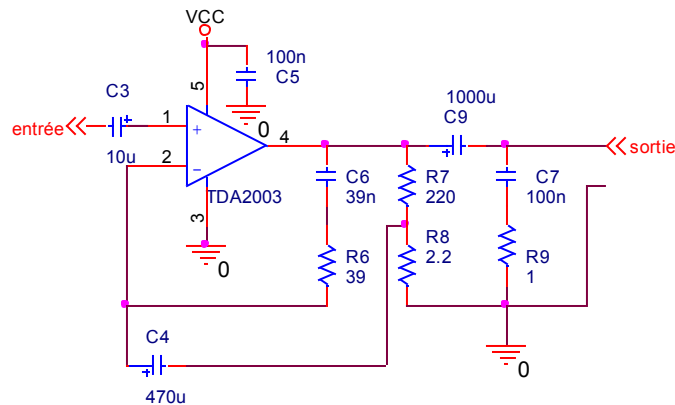 VCC
100n
C5
5
C3
1
entrée
10u
+
+
2
-
4
TDA2003
3
0
0
1000u
C9
+
sortie
C6
39n
R7
220
C7
100n
R6
39
R8
2.2
R9
1
C4
+
470u
0